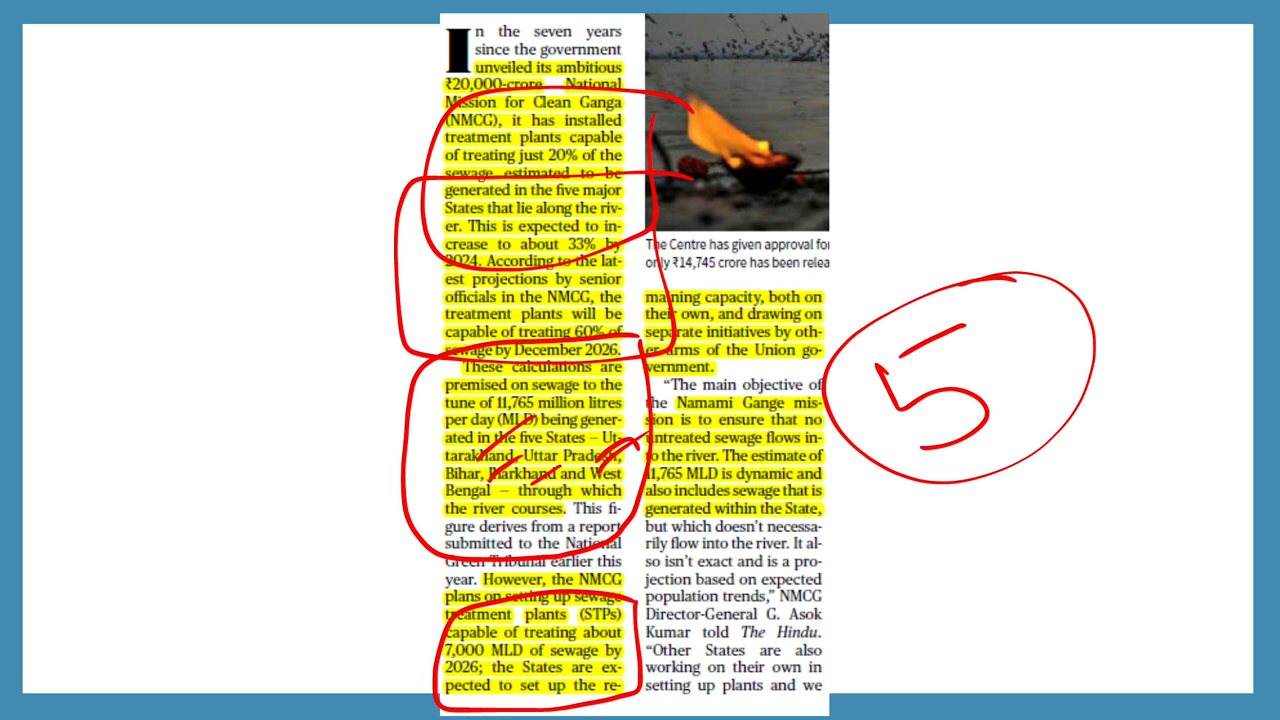 In the seven years
since the government
unveiled its ambitious
₹20,000-crore National
Mission for Clean Ganga
(NMCG), it has installed
treatment plants capable
of treating just 20% of the
sewage estimated to be
generated in the five major
States that lie along the riv-
er. This is expected to in-
crease to about 33% by
2024. According to the lat-
est projections by senior
officials in the NMCG, the
treatment plants will be
capable of treating 60% of
sewage by December 2026.
These calculations are
premised on sewage to the
tune of 11,765 million litres
per day (MLD) being gener-
ated in the five States – Ut-
tarakhand, Uttar Pradesh,
Bihar, Jharkhand and West
Bengal – through which
the river courses. This fi-
gure derives from a report
submitted to the National
Green Tribunal earlier this
year. However, the NMCG
plans on setting up sewage
treatment plants (STPs)
capable of treating about
7,000 MLD of sewage by
2026; the States are ex-
pected to set up the re-
The Centre has given approval for
only ₹14,745 crore has been relea
maining capacity, both on
their own, and drawing on
separate initiatives by oth-
er arms of the Union go-
vernment.
“The main objective of
the Namami Gange mis-
sion is to ensure that no
untreated sewage flows in-
to the river. The estimate of
11,765 MLD is dynamic and
also includes sewage that is
generated within the State,
but which doesn’t necessa-
rily flow into the river. It al-
so isn’t exact and is a pro-
jection based on expected
population trends,” NMCG
Director-General G. Asok
Kumar told The Hindu.
“Other States are also
working on their own in
setting up plants and we
5